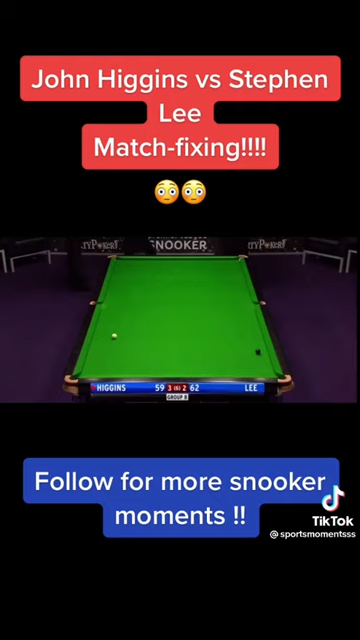 John Higgins vs Stephen
Lee
Match-fixing!!!!
😳😳
SNOOKER
HIGGINS 59 3 (6) 2 62 LEE
GROUP B
Follow for more snooker
moments !!
TikTok
@sportsmomentsss